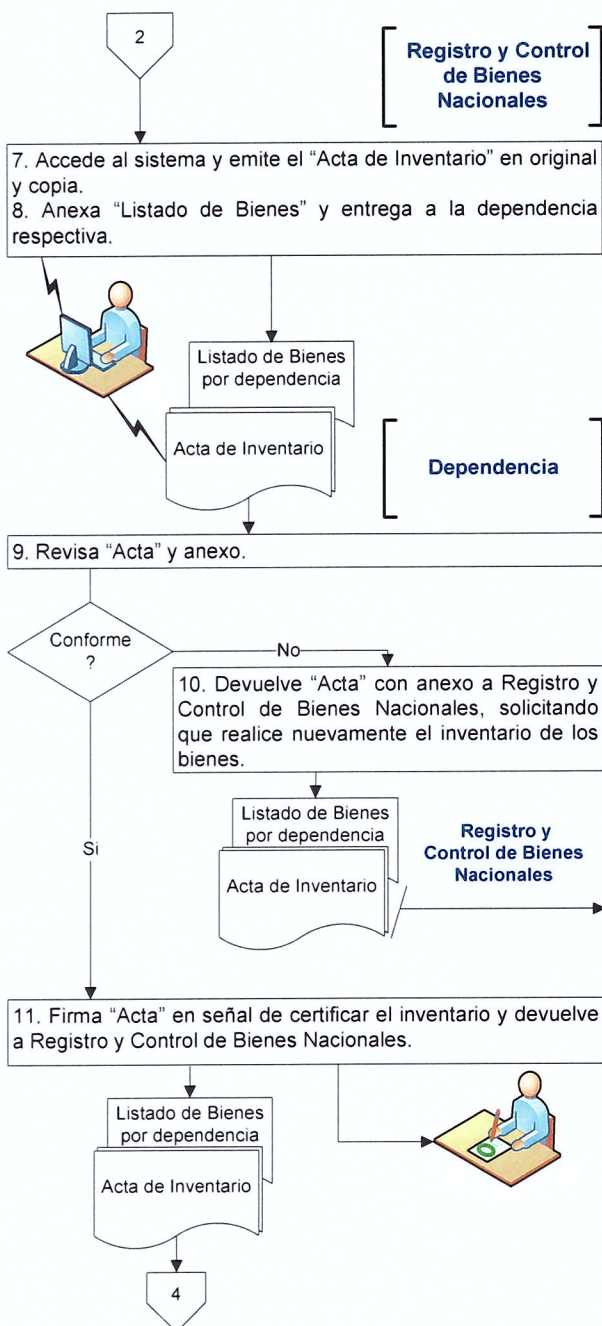 2
Registro y Control
de Bienes
Nacionales
7. Accede al sistema y emite el “Acta de Inventario” en original
y copia.
8. Anexa “Listado de Bienes” y entrega a la dependencia
respectiva.
Listado de Bienes
por dependencia
Acta de Inventario
Dependencia
9. Revisa “Acta” y anexo.
Conforme
?
No
10. Devuelve “Acta” con anexo a Registro y
Control de Bienes Nacionales, solicitando
que realice nuevamente el inventario de los
bienes.
Si
Listado de Bienes
por dependencia
Acta de Inventario
Registro y
Control de Bienes
Nacionales
11. Firma “Acta” en señal de certificar el inventario y devuelve
a Registro y Control de Bienes Nacionales.
Listado de Bienes
por dependencia
Acta de Inventario
4